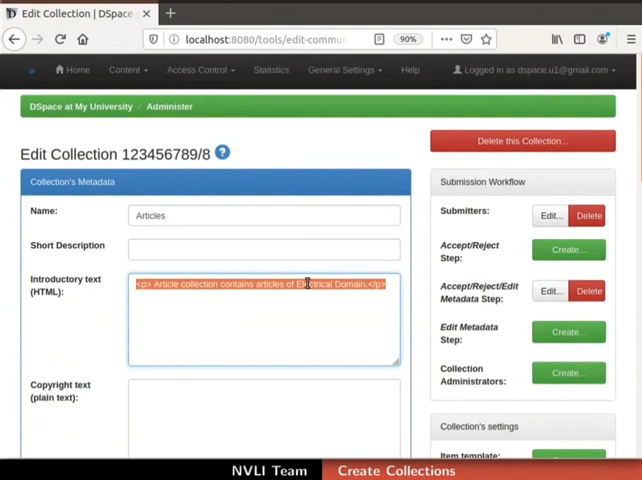 Edit Collection | DSpace
localhost:8080/tools/edit-commun
90%
Home Content Access Control Statistics General Settings Help Logged in as dspace.u1@gmail.com
DSpace at My University / Administer
Edit Collection 123456789/8 ?
Delete this Collection...
Collection's Metadata
Name: Articles
Short Description
Introductory text (HTML):
<p> Article collection contains articles of Electrical Domain.</p>
Copyright text (plain text):
Submission Workflow
Submitters: Edit... Delete
Accept/Reject Step: Create...
Accept/Reject/Edit Metadata Step: Edit... Delete
Edit Metadata Step: Create...
Collection Administrators: Create...
Collection's settings
Item template:
NVLI Team Create Collections